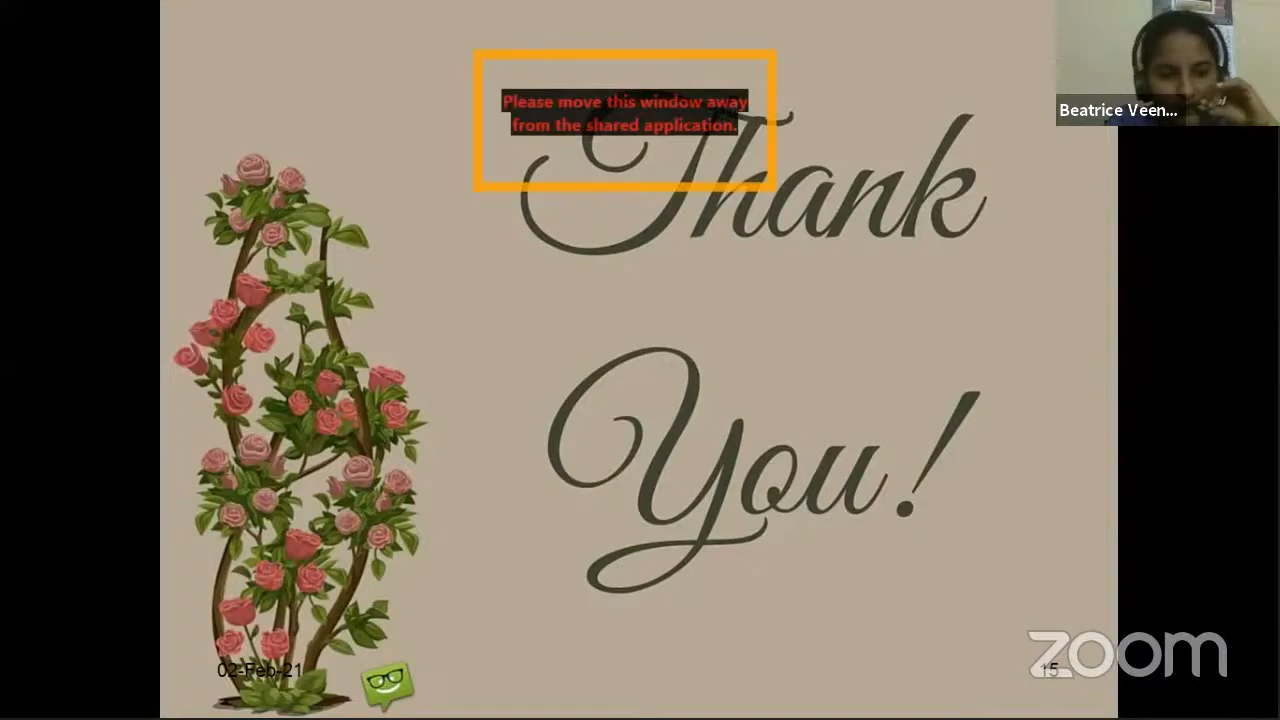 Please move this window away
from the shared application.
Beatrice Veen...
Thank
You!
02-Feb-21
15
zoom